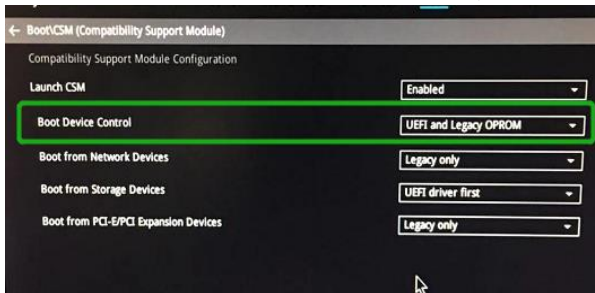 ← Boot\CSM (Compatibility Support Module)
Compatibility Support Module Configuration
Launch CSM Enabled
Boot Device Control UEFI and Legacy OPROM
Boot from Network Devices Legacy only
Boot from Storage Devices UEFI driver first
Boot from PCI-E/PCI Expansion Devices Legacy only